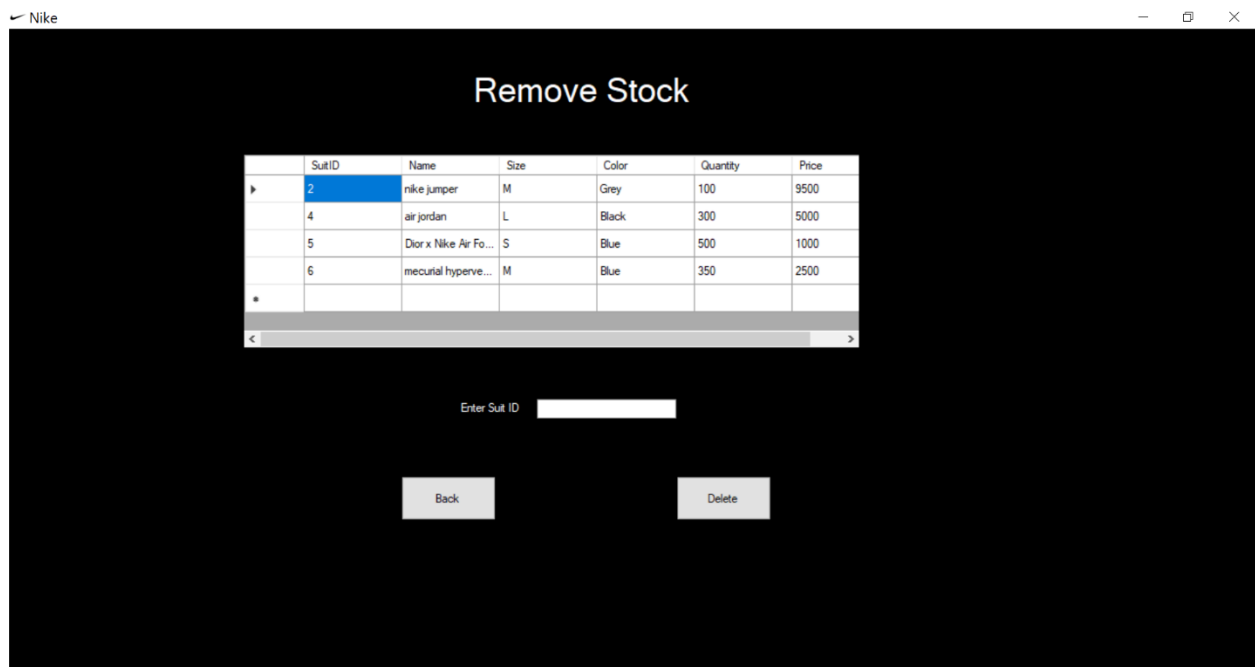 Nike
Remove Stock
SuitID Name Size Color Quantity Price
2 nike jumper M Grey 100 9500
4 air jordan L Black 300 5000
5 Dior x Nike Air Fo... S Blue 500 1000
6 mecurial hyperve... M Blue 350 2500
Enter Suit ID
Back Delete